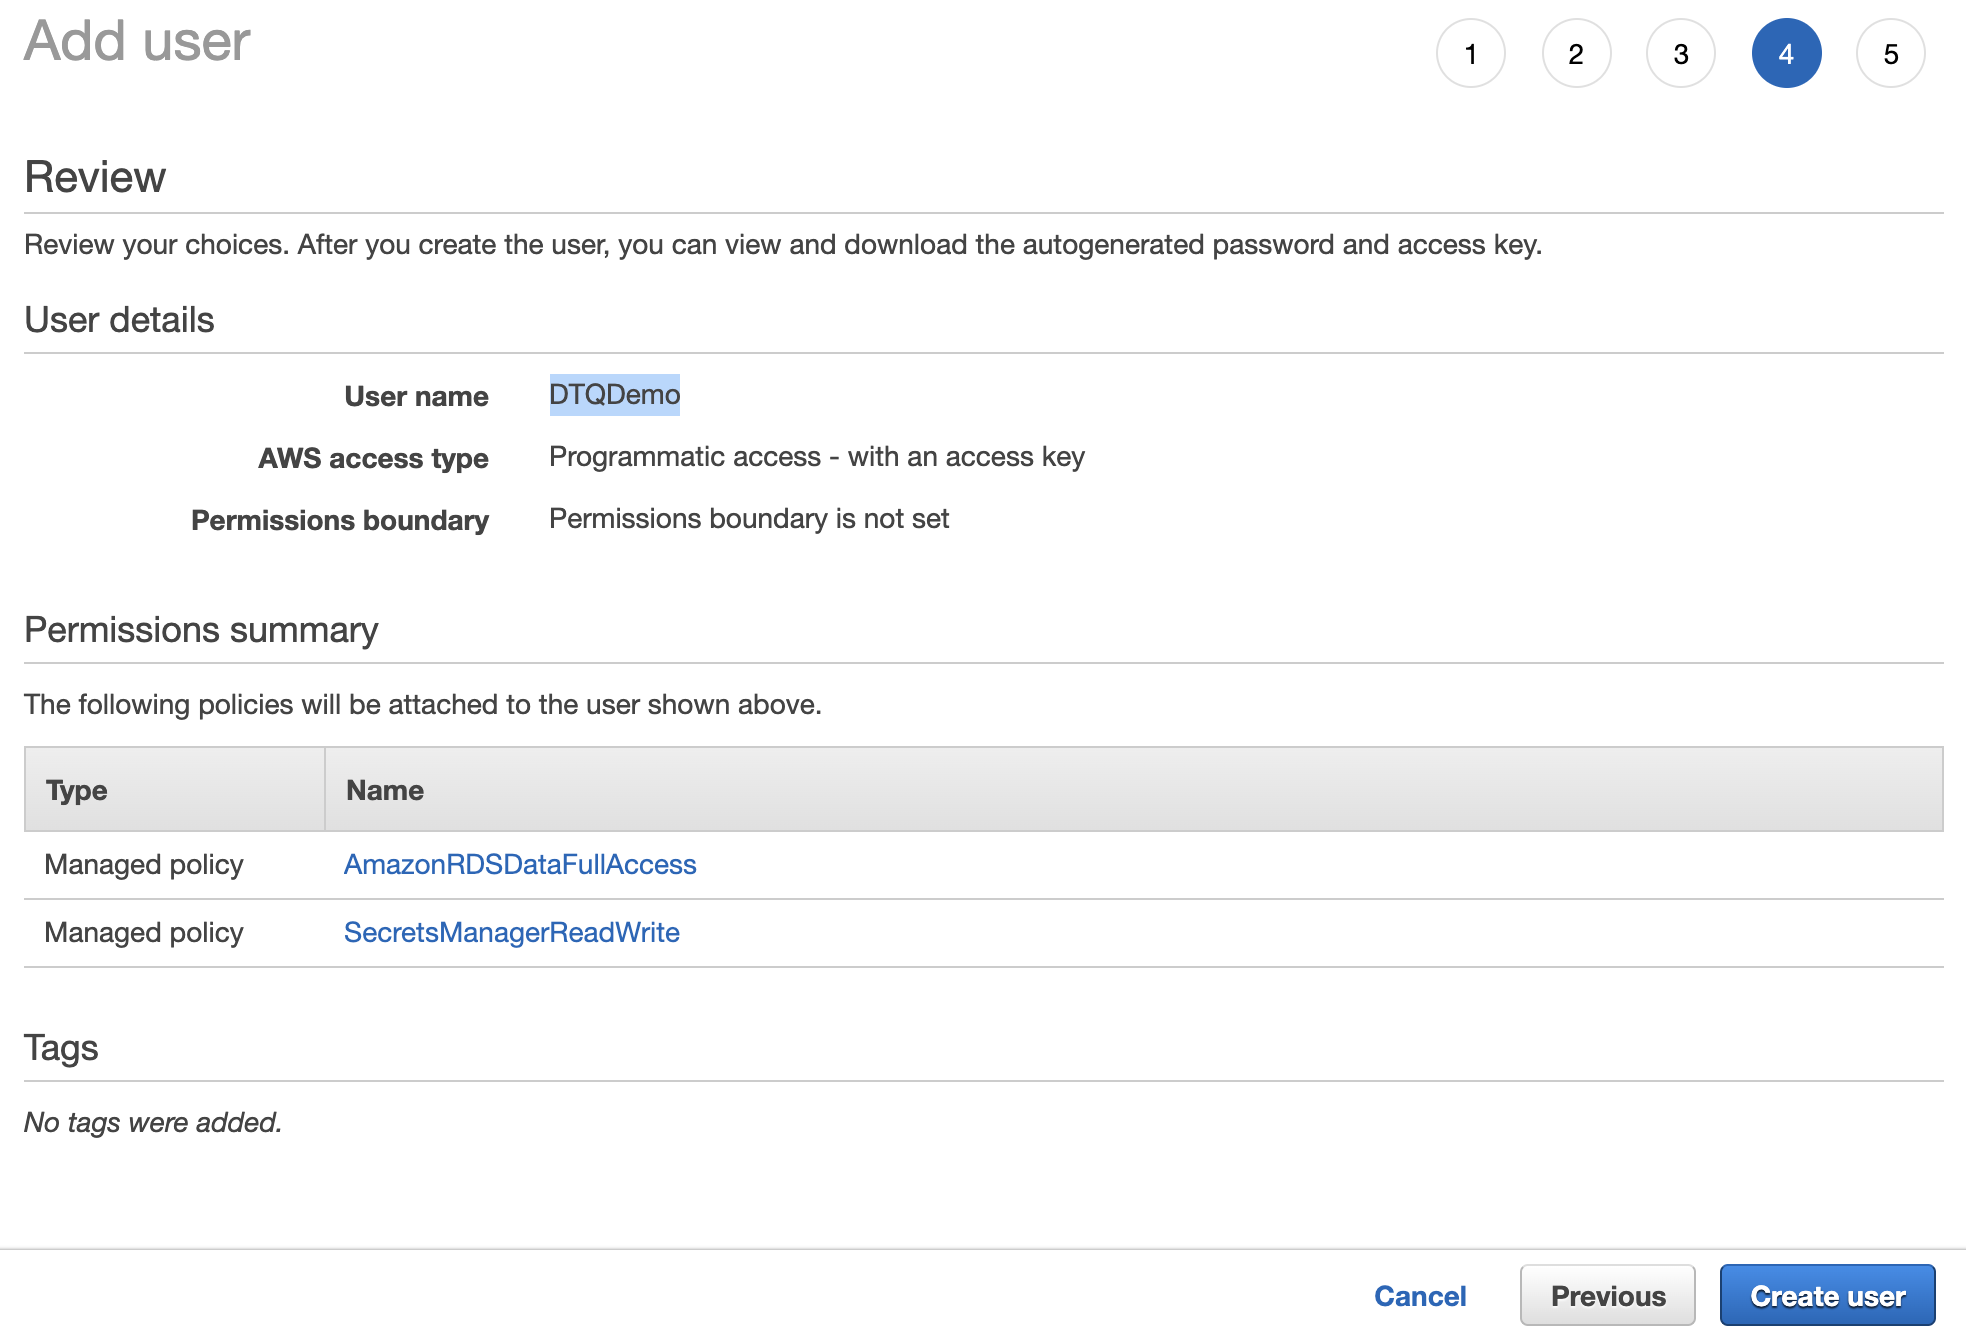 Add user
1 2 3 4 5
Review
Review your choices. After you create the user, you can view and download the autogenerated password and access key.
User details
User name DTQDemo
AWS access type Programmatic access - with an access key
Permissions boundary Permissions boundary is not set
Permissions summary
The following policies will be attached to the user shown above.
Type Name
Managed policy AmazonRDSDataFullAccess
Managed policy SecretsManagerReadWrite
Tags
No tags were added.
Cancel Previous Create user